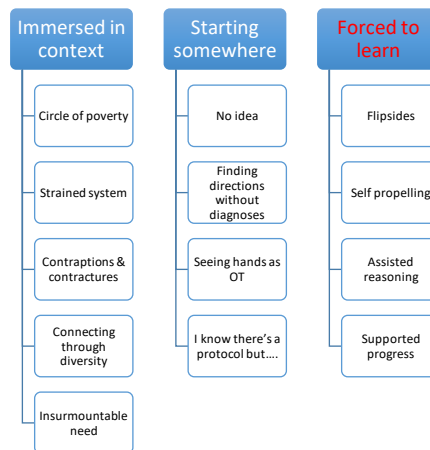 Immersed in
context
Circle of poverty
Strained system
Contraptions &
contractures
Connecting
through
diversity
Insurmountable
need
Starting
somewhere
No idea
Finding
directions
without
diagnoses
Seeing hands as
OT
I know there's a
protocol but....
Forced to
learn
Flipsides
Self propelling
Assisted
reasoning
Supported
progress